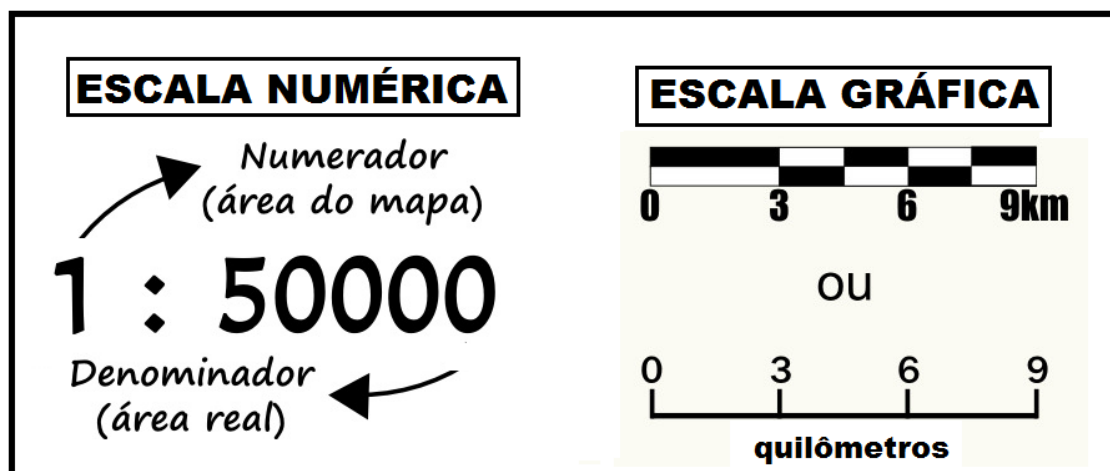 ESCALA NUMÉRICA
Numerador
(área do mapa)
1 : 50000
Denominador
(área real)
ESCALA GRÁFICA
0 3 6 9km
ou
0 3 6 9
quilômetros